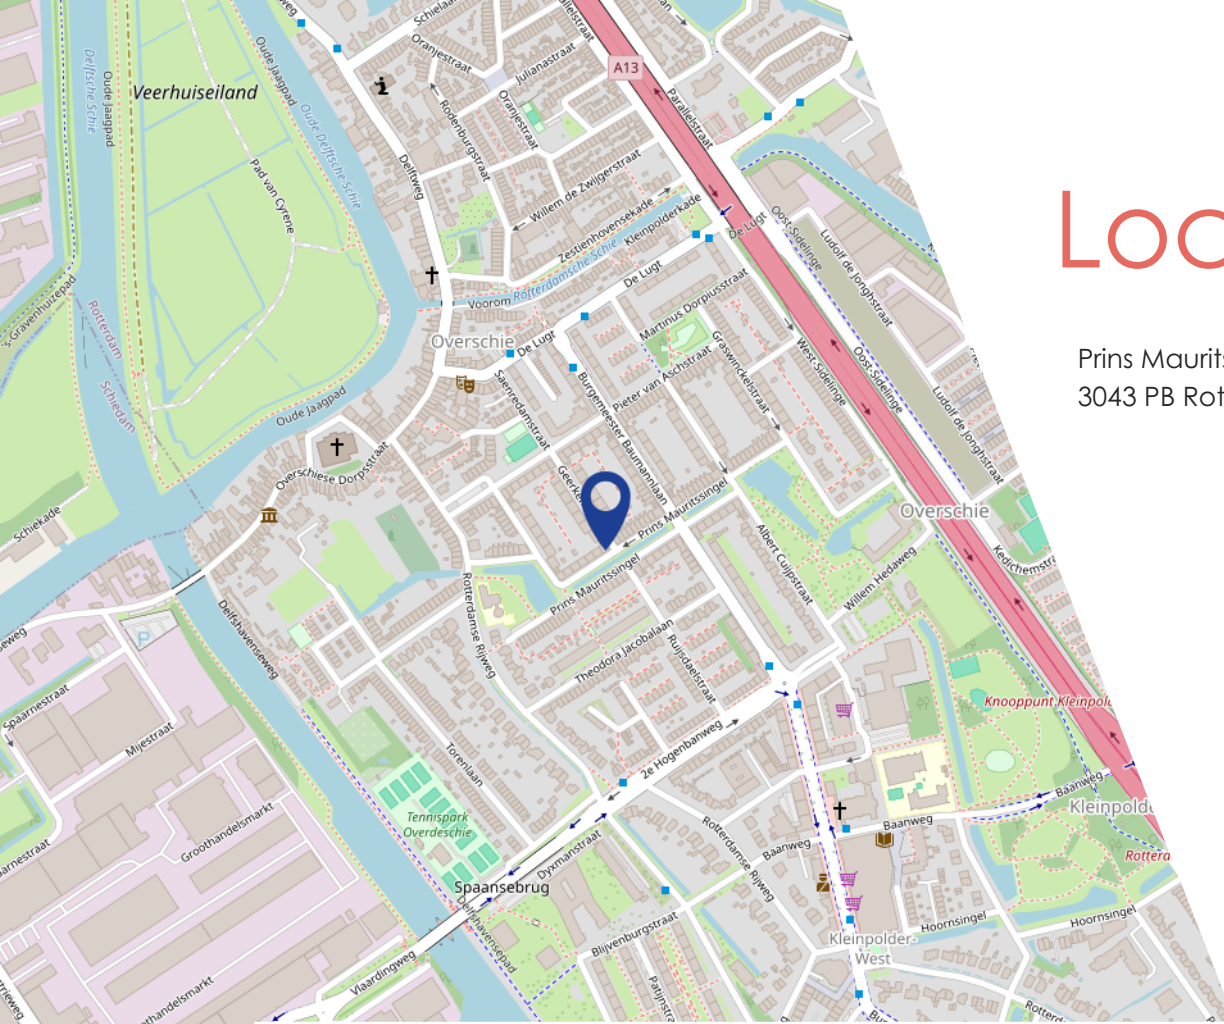 Schielaan
Oranjestraat
Julianastraat
A13
Parallelstraat
Veerhuiseiland
Delftsche Schie
Oude Jaagpad
Oude Jaagpad
Oude Delftsche Schie
Rodenburgstraat
Oranjestraat
Pad van Cyrene
Delftweg
Willem de Zwijgerstraat
Zestienhovensekade
Kleinpolderkade
De Lugt
Oost-Sidelinge
Ludolf de Jonghstraat
's-Gravenhuizepad
Rotterdam
Schiedam
Voorom
Rotterdamsche Schie
De Lugt
Martinus Dorpiusstraat
Overschie
De Lugt
Graswinckelstraat
West-Sidelinge
Oost-Sidelinge
Pieter van Aschstraat
Burgemeester Baumannlaan
Saenredamstraat
Ludolf de Jonghstraat
Oude Jaagpad
Overschiese Dorpsstraat
Prins Mauritssingel
Overschie
Schiekade
Albert Cuijpstraat
Willem Hedaweg
Prins Mauritssingel
Delfshavenseweg
Rotterdamse Rijweg
Theodora Jacobalaan
Ruijsdaelstraat
Spaarnestraat
Mijestraat
Torenlaan
2e Hogenbanweg
Groothandelsmarkt
Tennispark
Overdeschie
Baanweg
Baanweg
Baanweg
Rotterdamse Rijweg
Dyxmanstraat
Spaansebrug
Delfshavensepad
Blijvenburgstraat
Hoornsingel
Hoornsingel
Kleinpolder-
West
Vlaardingweg
P
Prins Maurits
3043 PB Rot